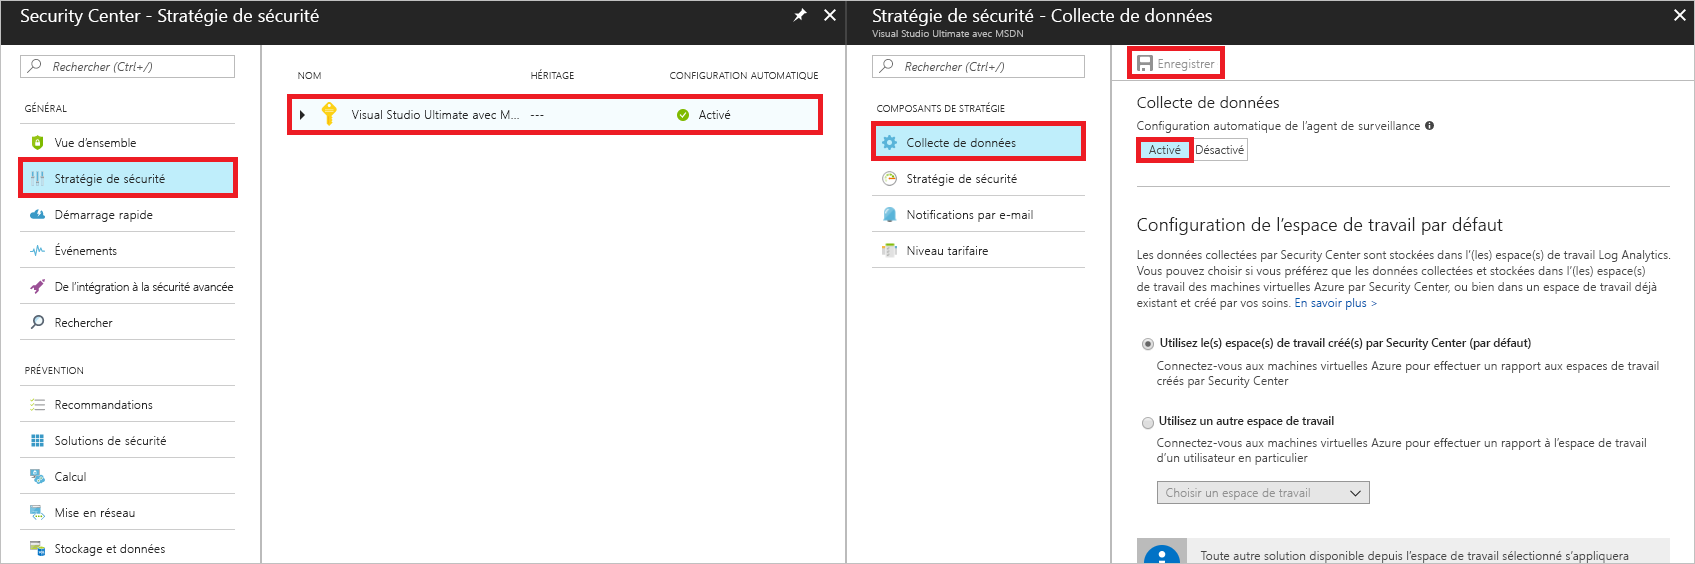 Security Center - Stratégie de sécurité
Rechercher (Ctrl+/)
GÉNÉRAL
Vue d’ensemble
Stratégie de sécurité
Démarrage rapide
Événements
De l’intégration à la sécurité avancée
Rechercher
PRÉVENTION
Recommandations
Solutions de sécurité
Calcul
Mise en réseau
Stockage et données
NOM HÉRITAGE CONFIGURATION AUTOMATIQUE
Visual Studio Ultimate avec M... --- Activé
Stratégie de sécurité - Collecte de données
Visual Studio Ultimate avec MSDN
Rechercher (Ctrl+/)
COMPOSANTS DE STRATÉGIE
Collecte de données
Stratégie de sécurité
Notifications par e-mail
Niveau tarifaire
Enregistrer
Collecte de données
Configuration automatique de l’agent de surveillance
Activé Désactivé
Configuration de l’espace de travail par défaut
Les données collectées par Security Center sont stockées dans l’(les) espace(s) de travail Log Analytics.
Vous pouvez choisir si vous préférez que les données collectées et stockées dans l’(les) espace(s)
de travail des machines virtuelles Azure par Security Center, ou bien dans un espace de travail déjà
existant et créé par vos soins. En savoir plus >
Utilisez le(s) espace(s) de travail créé(s) par Security Center (par défaut)
Connectez-vous aux machines virtuelles Azure pour effectuer un rapport aux espaces de travail
créés par Security Center
Utilisez un autre espace de travail
Connectez-vous aux machines virtuelles Azure pour effectuer un rapport à l’espace de travail
d’un utilisateur en particulier
Choisir un espace de travail
Toute autre solution disponible depuis l’espace de travail sélectionné s’appliquera